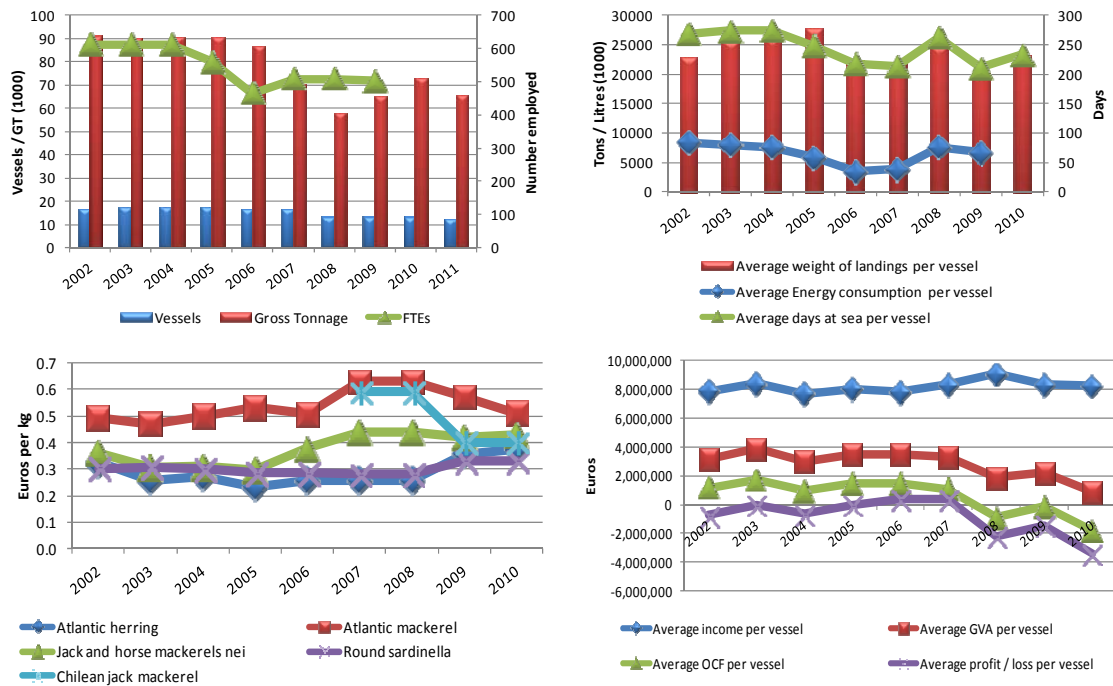 Vessels / GT (1000)
100
90
80
70
60
50
40
30
20
10
0
700
600
500
400
300
200
100
0
Number employed
2002 2003 2004 2005 2006 2007 2008 2009 2010 2011
Vessels Gross Tonnage FTEs
Tons / Litres (1000)
30000
25000
20000
15000
10000
5000
0
300
250
200
150
100
50
0
Days
2002 2003 2004 2005 2006 2007 2008 2009 2010
Average weight of landings per vessel
Average Energy consumption per vessel
Average days at sea per vessel
Euros per kg
0.7
0.6
0.5
0.4
0.3
0.2
0.1
0.0
2002 2003 2004 2005 2006 2007 2008 2009 2010
Atlantic herring Atlantic mackerel
Jack and horse mackerels nei Round sardinella
Chilean jack mackerel
Euros
10,000,000
8,000,000
6,000,000
4,000,000
2,000,000
0
-2,000,000
-4,000,000
-6,000,000
2002 2003 2004 2005 2006 2007 2008 2009 2010
Average income per vessel Average GVA per vessel
Average OCF per vessel Average profit / loss per vessel